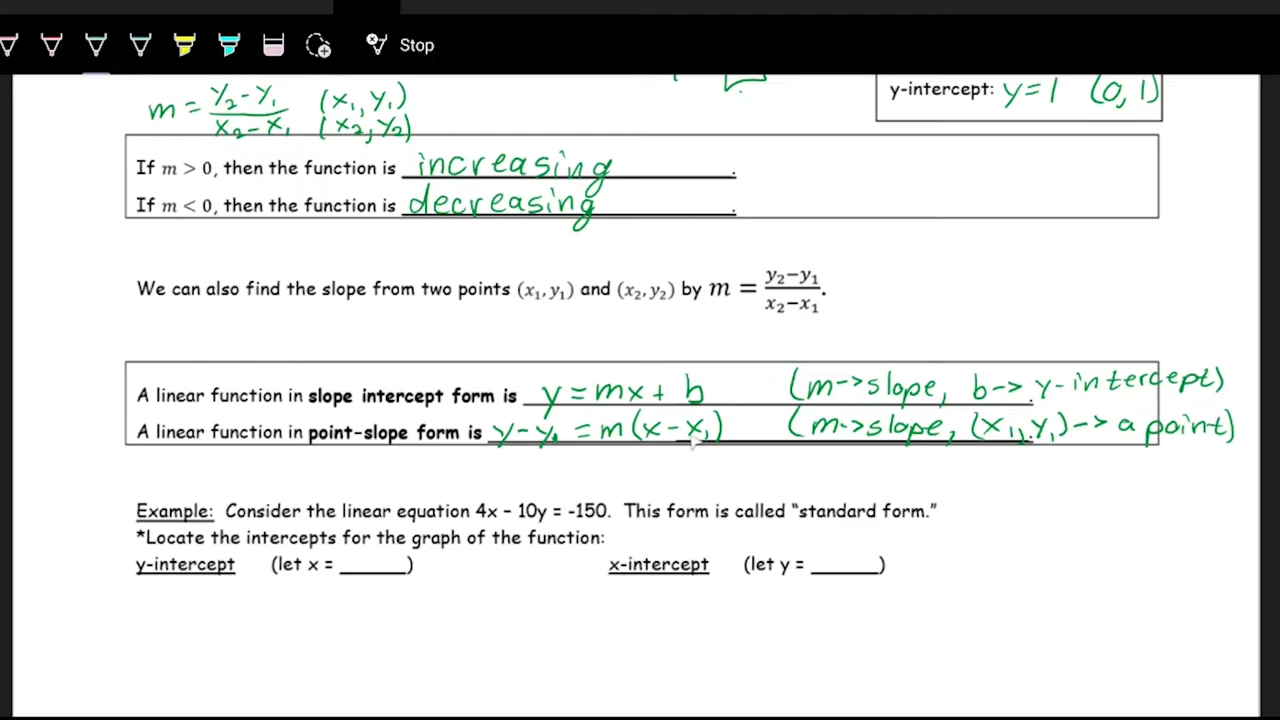 Stop
m = y₂-y₁ / x₂-x₁ (x₁, y₁)
(x₂, y₂)
y-intercept: y=1 (0, 1)
If m > 0, then the function is increasing.
If m < 0, then the function is decreasing.
We can also find the slope from two points (x₁, y₁) and (x₂, y₂) by m = y₂−y₁ / x₂−x₁.
A linear function in slope intercept form is y = mx + b (m->slope, b-> y-intercept).
A linear function in point-slope form is y-y₁ = m(x-x₁) (m->slope, (x₁, y₁)-> a point).
Example: Consider the linear equation 4x – 10y = -150. This form is called “standard form.”
*Locate the intercepts for the graph of the function:
y-intercept (let x = ______) x-intercept (let y = ______)